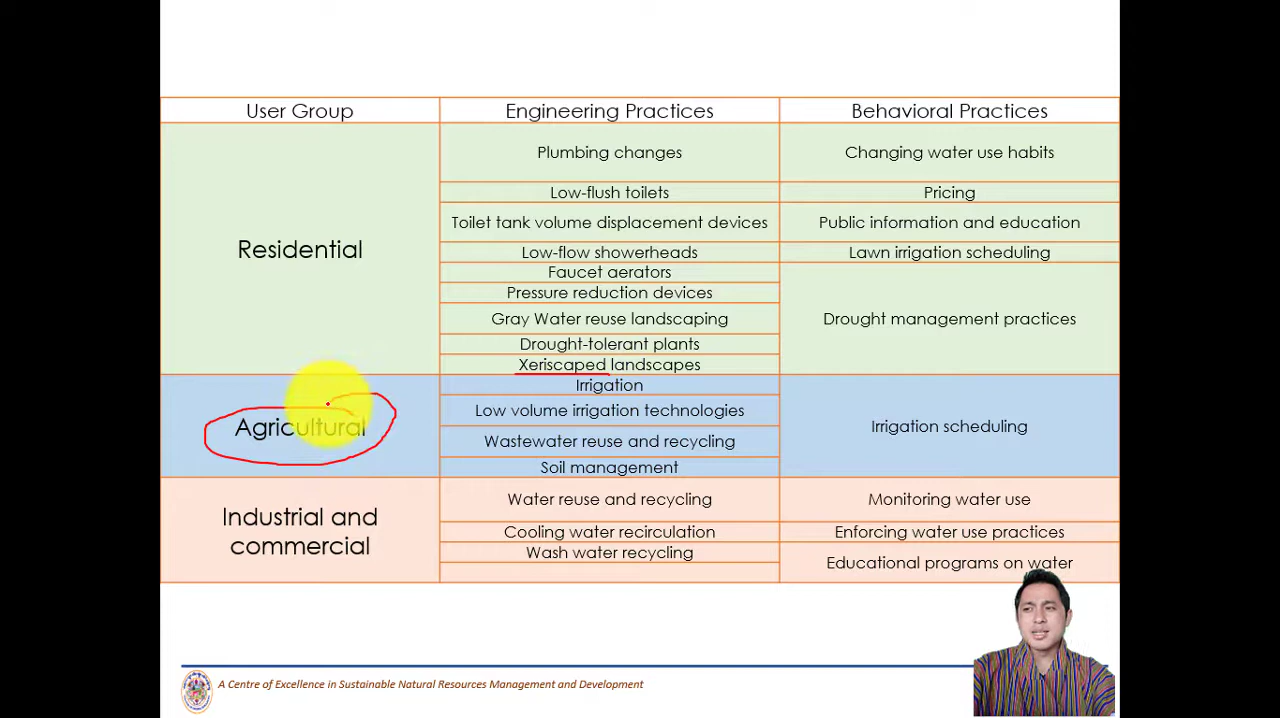 User Group Engineering Practices Behavioral Practices
Plumbing changes Changing water use habits
Low-flush toilets Pricing
Toilet tank volume displacement devices Public information and education
Residential
Low-flow showerheads Lawn irrigation scheduling
Faucet aerators
Pressure reduction devices
Gray Water reuse landscaping Drought management practices
Drought-tolerant plants
Xeriscaped landscapes
Irrigation
Low volume irrigation technologies
Agricultural Irrigation scheduling
Wastewater reuse and recycling
Soil management
Industrial and
commercial
Water reuse and recycling Monitoring water use
Cooling water recirculation Enforcing water use practices
Wash water recycling
Educational programs on water
A Centre of Excellence in Sustainable Natural Resources Management and Development